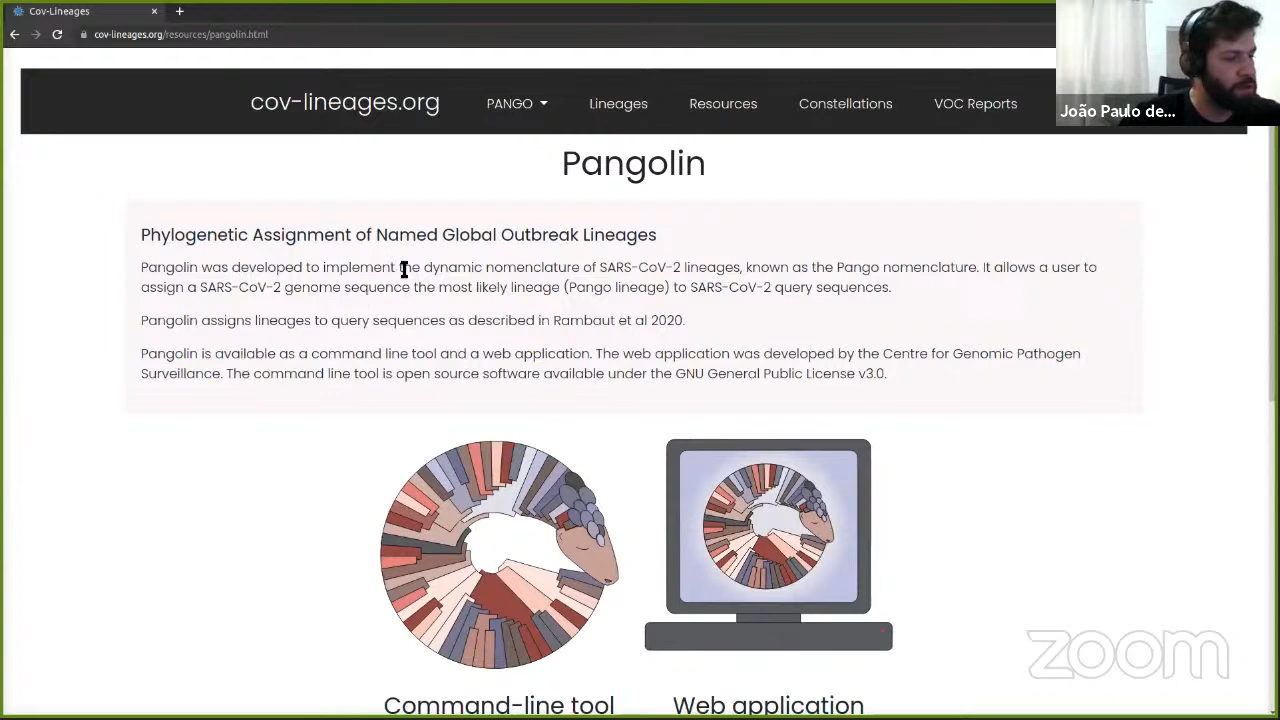 Cov-Lineages
cov-lineages.org/resources/pangolin.html
João Paulo de...
cov-lineages.org PANGO Lineages Resources Constellations VOC Reports
Pangolin
Phylogenetic Assignment of Named Global Outbreak Lineages
Pangolin was developed to implement the dynamic nomenclature of SARS-CoV-2 lineages, known as the Pango nomenclature. It allows a user to
assign a SARS-CoV-2 genome sequence the most likely lineage (Pango lineage) to SARS-CoV-2 query sequences.
Pangolin assigns lineages to query sequences as described in Rambaut et al 2020.
Pangolin is available as a command line tool and a web application. The web application was developed by the Centre for Genomic Pathogen
Surveillance. The command line tool is open source software available under the GNU General Public License v3.0.
zoom
Command-line tool Web application